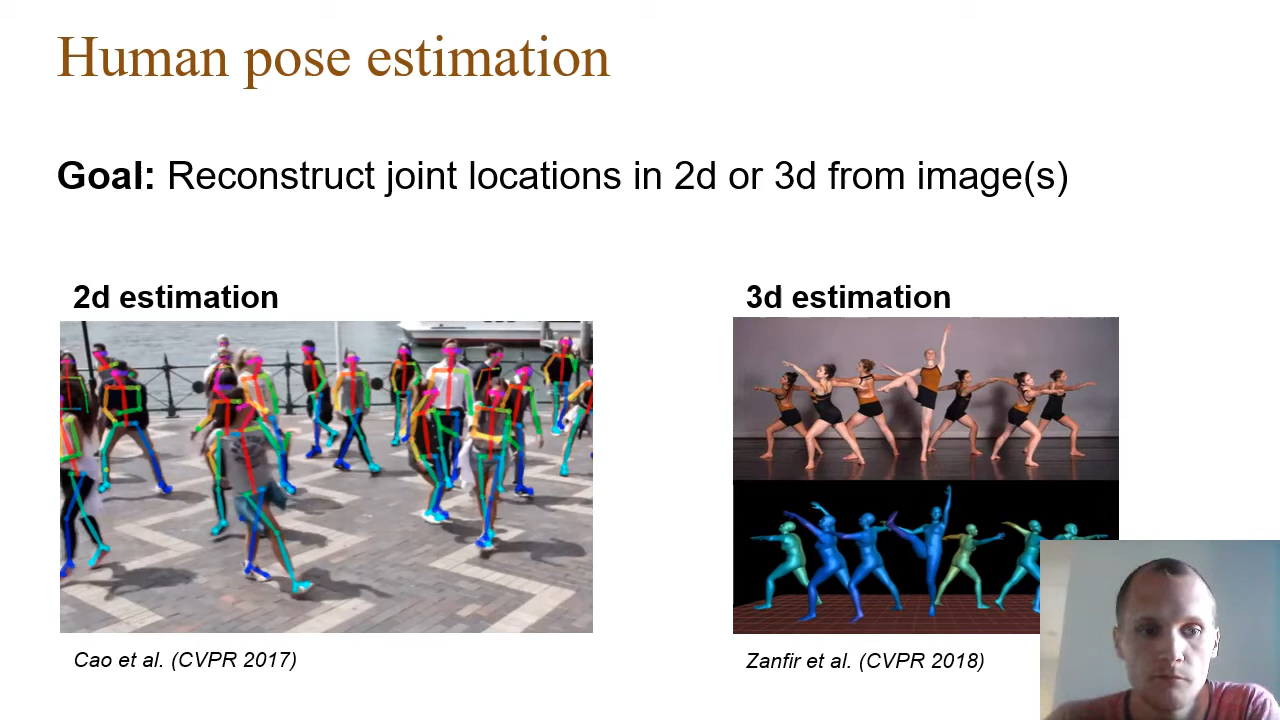 Human pose estimation
Goal: Reconstruct joint locations in 2d or 3d from image(s)
2d estimation
3d estimation
Cao et al. (CVPR 2017)
Zanfir et al. (CVPR 2018)